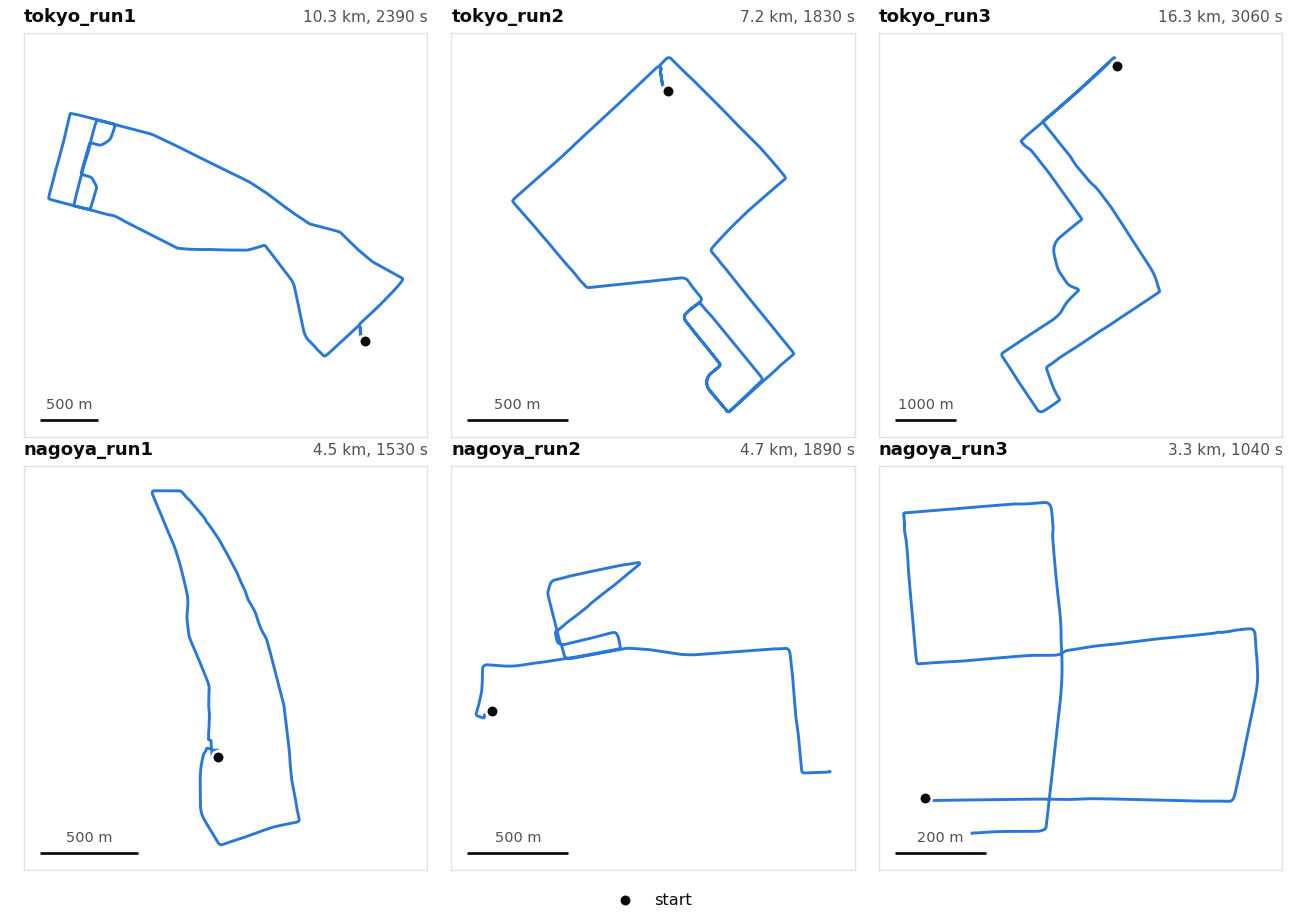 tokyo_run1 10.3 km, 2390 s
tokyo_run2 7.2 km, 1830 s
tokyo_run3 16.3 km, 3060 s
500 m
500 m
1000 m
nagoya_run1 4.5 km, 1530 s
nagoya_run2 4.7 km, 1890 s
nagoya_run3 3.3 km, 1040 s
500 m
500 m
200 m
start